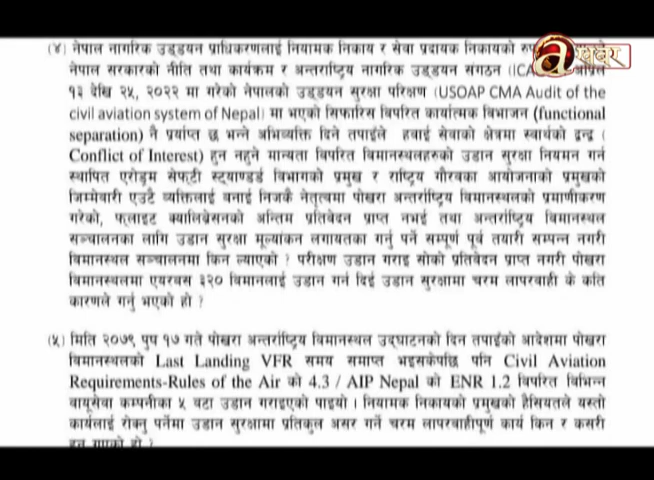 (४) नेपाल नागरिक उड्डयन प्राधिकरणलाई नियामक निकाय र सेवा प्रदायक निकायको
नेपाल सरकारको नीति तथा कार्यक्रम र अन्तराष्ट्रिय नागरिक उड्डयन संगठन
१३ देखि २५, २०२२ मा गरेको नेपालको उड्डयन सुरक्षा परिक्षण (USOAP CMA Audit of the
civil aviation system of Nepal) मा भएको सिफारिस विपरित कार्यात्मक विभाजन (functional
separation) नै प्रर्याप्त छ भन्ने अभिव्यक्ति दिने तपाईले हवाई सेवाको क्षेत्रमा स्वार्थको द्वन्द्व (
Conflict of Interest) हुन नहुने मान्यता विपरित विमानस्थलहरुको उडान सुरक्षा नियमन गर्न
स्थापित एरोड्रम सेफ्टी स्ट्याण्डर्ड विभागको प्रमुख र राष्ट्रिय गौरवका आयोजनाको प्रमुखको
जिम्मेवारी एउटै व्यक्तिलाई बनाई निजकै नेतृत्वमा पोखरा अन्तर्राष्ट्रिय विमानस्थलको प्रमाणीकरण
गरेको, फ्लाइट क्यालिब्रेसनको अन्तिम प्रतिवेदन प्राप्त नभई तथा अन्तर्राष्ट्रिय विमानस्थल
सञ्चालनका लागि उडान सुरक्षा मूल्यांकन लगायतका गर्नु पर्ने सम्पूर्ण पूर्व तयारी सम्पन्न नगरी
विमानस्थल सञ्चालनमा किन ल्याएको ? परीक्षण उडान गराइ सोको प्रतिवेदन प्राप्त नगरी पोखरा
विमानस्थलमा एयरबस ३२० विमानलाई उडान गर्न दिई उडान सुरक्षामा चरम लापरवाही के कति
कारणले गर्नु भएको हो ?
(५) मिति २०७९ पुष १७ गते पोखरा अन्तर्राष्ट्रिय विमानस्थल उद्घाटनको दिन तपाईको आदेशमा पोखरा
विमानस्थलको Last Landing VFR समय समाप्त भइसकेपछि पनि Civil Aviation
Requirements-Rules of the Air को 4.3 / AIP Nepal को ENR 1.2 विपरित विभिन्न
वायूसेवा कम्पनीका ५ वटा उडान गराइएको पाइयो । नियामक निकायको प्रमुखको हैसियतले यस्तो
कार्यलाई रोक्नु पर्नेमा उडान सुरक्षामा प्रतिकुल असर गर्ने चरम लापरवाहीपूर्ण कार्य किन र कसरी
हुन गएको हो ?